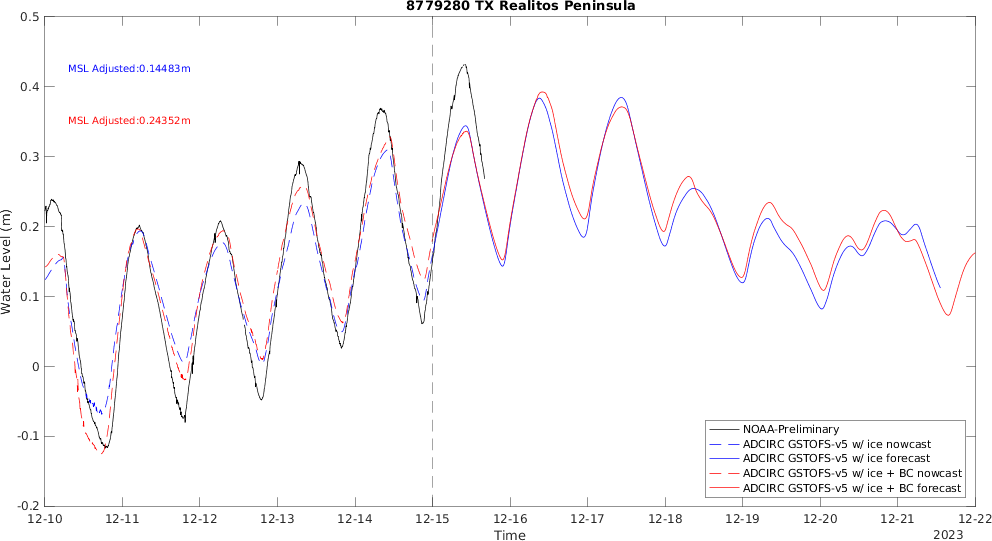 8779280 TX Realitos Peninsula
MSL Adjusted:0.14483m
MSL Adjusted:0.24352m
Water Level (m)
0.5
0.4
0.3
0.2
0.1
0
-0.1
-0.2
NOAA-Preliminary
ADCIRC GSTOFS-v5 w/ ice nowcast
ADCIRC GSTOFS-v5 w/ ice forecast
ADCIRC GSTOFS-v5 w/ ice + BC nowcast
ADCIRC GSTOFS-v5 w/ ice + BC forecast
12-10 12-11 12-12 12-13 12-14 12-15 12-16 12-17 12-18 12-19 12-20 12-21 12-22
Time
2023